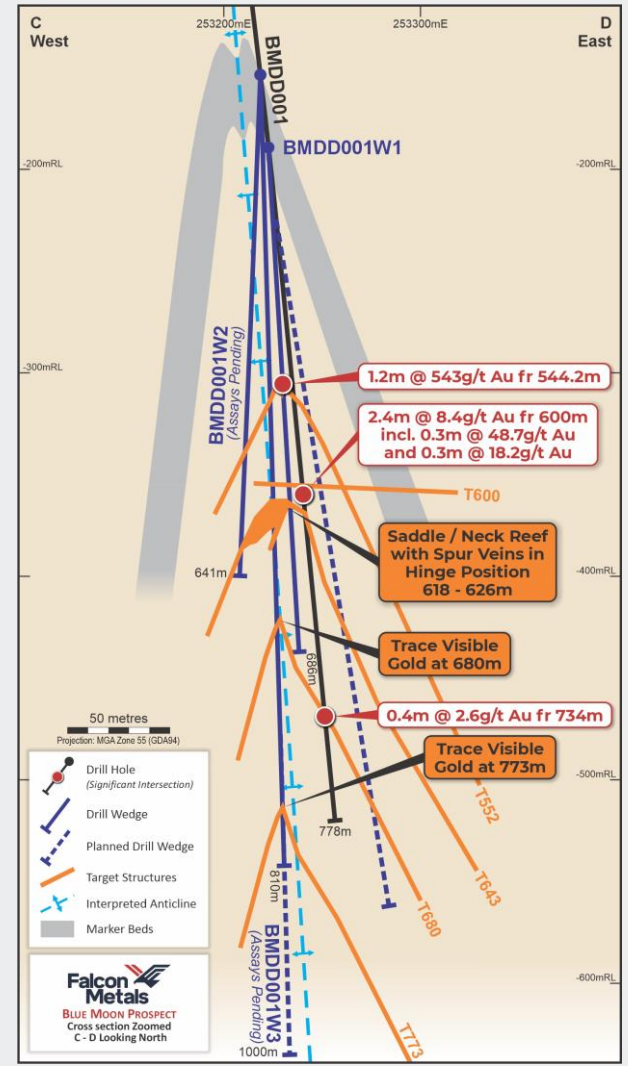 C
West
253200mE
253300mE
D
East
BMDD001
BMDD001W1
-200mRL
-200mRL
BMDD001W2
(Assays Pending)
-300mRL
-300mRL
1.2m @ 543g/t Au fr 544.2m
2.4m @ 8.4g/t Au fr 600m
incl. 0.3m @ 48.7g/t Au
and 0.3m @ 18.2g/t Au
T600
Saddle / Neck Reef
with Spur Veins in
Hinge Position
618 - 626m
641m
-400mRL
-400mRL
Trace Visible
Gold at 680m
686m
0.4m @ 2.6g/t Au fr 734m
50 metres
Projection: MGA Zone 55 (GDA94)
Trace Visible
Gold at 773m
-500mRL
T552
778m
Drill Hole
(Significant Intersection)
Drill Wedge
Planned Drill Wedge
Target Structures
Interpreted Anticline
Marker Beds
810m
T643
T680
BMDD001W3
(Assays Pending)
-600mRL
Falcon
Metals
BLUE MOON PROSPECT
Cross section Zoomed
C - D Looking North
T773
1000m